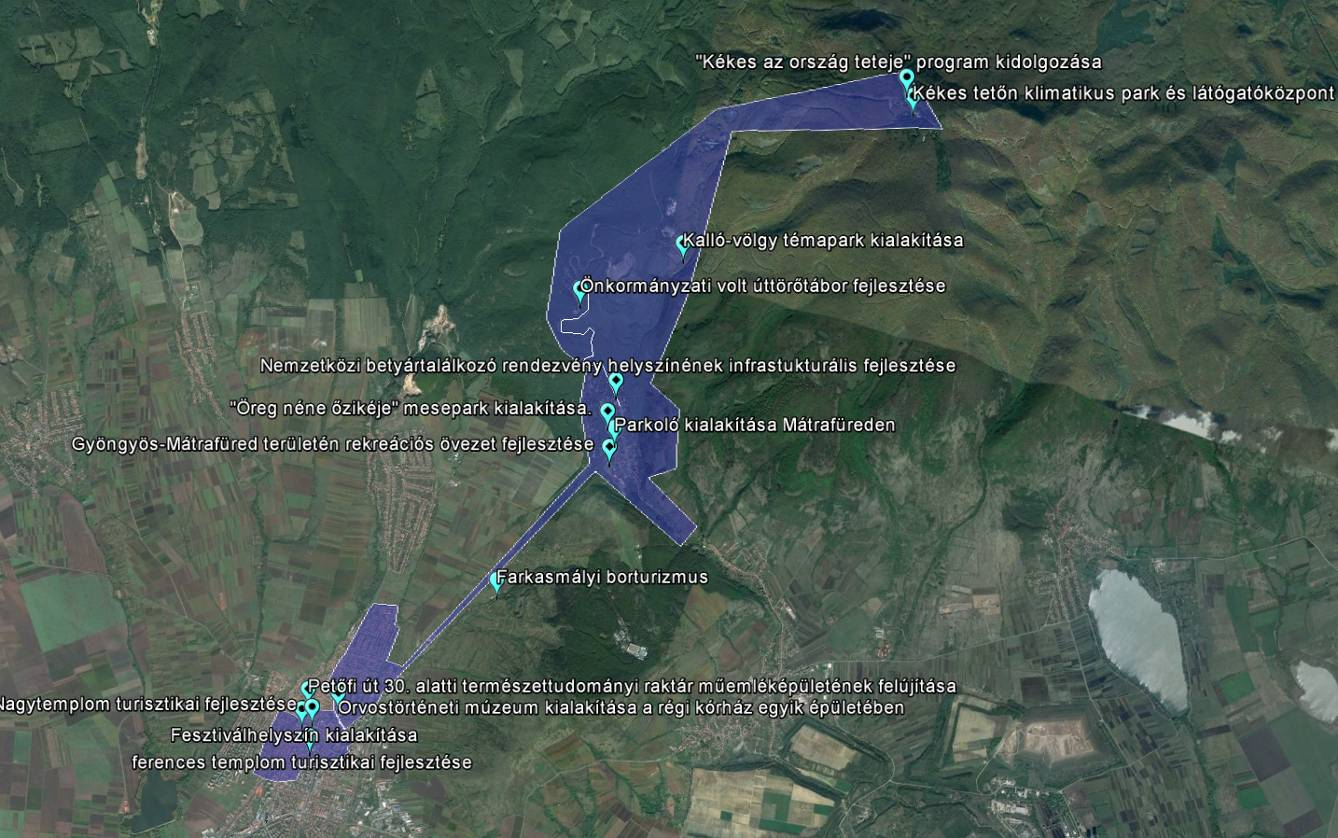 "Kékes az ország teteje" program kidolgozása
Kékes tetőn klimatikus park és látógatóközpont
Kalló-völgy témapark kialakítása
Önkormányzati volt úttörőtábor fejlesztése
Nemzetközi betyártalálkozó rendezvény helyszínének infrastukturális fejlesztése
"Öreg néne őzikéje" mesepark kialakítása.
Parkoló kialakítása Mátrafüreden
Gyöngyös-Mátrafüred területén rekreációs övezet fejlesztése
Farkasmályi borturizmus
Petőfi út 30. alatti természettudományi raktár műemléképületének felújítása
Nagytemplom turisztikai fejlesztése
Orvostörténeti múzeum kialakítása a régi kórház egyik épületében
Fesztiválhelyszín kialakítása
ferences templom turisztikai fejlesztése